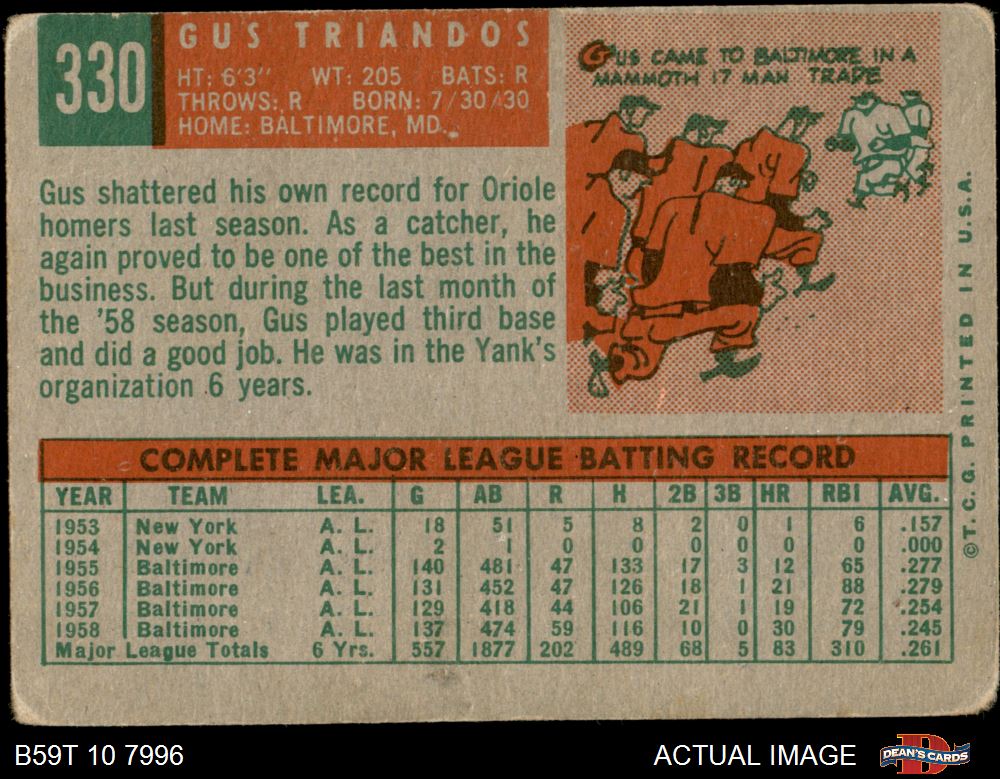 330
GUS TRIANDOS
HT: 6'3" WT: 205 BATS: R
THROWS: R BORN: 7/30/30
HOME: BALTIMORE, MD.
GUS CAME TO BALTIMORE IN A
MAMMOTH 17 MAN TRADE
Gus shattered his own record for Oriole
homers last season. As a catcher, he
again proved to be one of the best in the
business. But during the last month of
the '58 season, Gus played third base
and did a good job. He was in the Yank's
organization 6 years.
©T. C. G. PRINTED IN U.S.A.
COMPLETE MAJOR LEAGUE BATTING RECORD
YEAR TEAM LEA. G AB R H 2B 3B HR RBI AVG.
1953 New York A. L. 18 51 5 8 2 0 1 6 .157
1954 New York A. L. 2 1 0 0 0 0 0 0 .000
1955 Baltimore A. L. 140 481 47 133 17 3 12 65 .277
1956 Baltimore A. L. 131 452 47 126 18 1 21 88 .279
1957 Baltimore A. L. 129 418 44 106 21 1 19 72 .254
1958 Baltimore A. L. 137 474 59 116 10 0 30 79 .245
Major League Totals 6 Yrs. 557 1877 202 489 68 5 83 310 .261
B59T 10 7996
ACTUAL IMAGE
DEAN'S CARDS